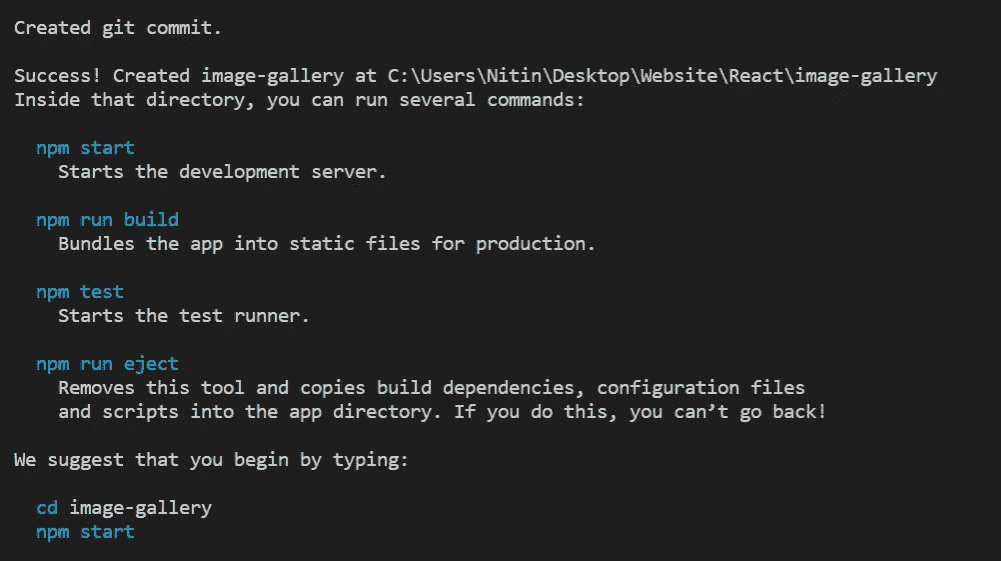 Created git commit.
Success! Created image-gallery at C:\Users\Nitin\Desktop\Website\React\image-gallery
Inside that directory, you can run several commands:
npm start
Starts the development server.
npm run build
Bundles the app into static files for production.
npm test
Starts the test runner.
npm run eject
Removes this tool and copies build dependencies, configuration files
and scripts into the app directory. If you do this, you can’t go back!
We suggest that you begin by typing:
cd image-gallery
npm start